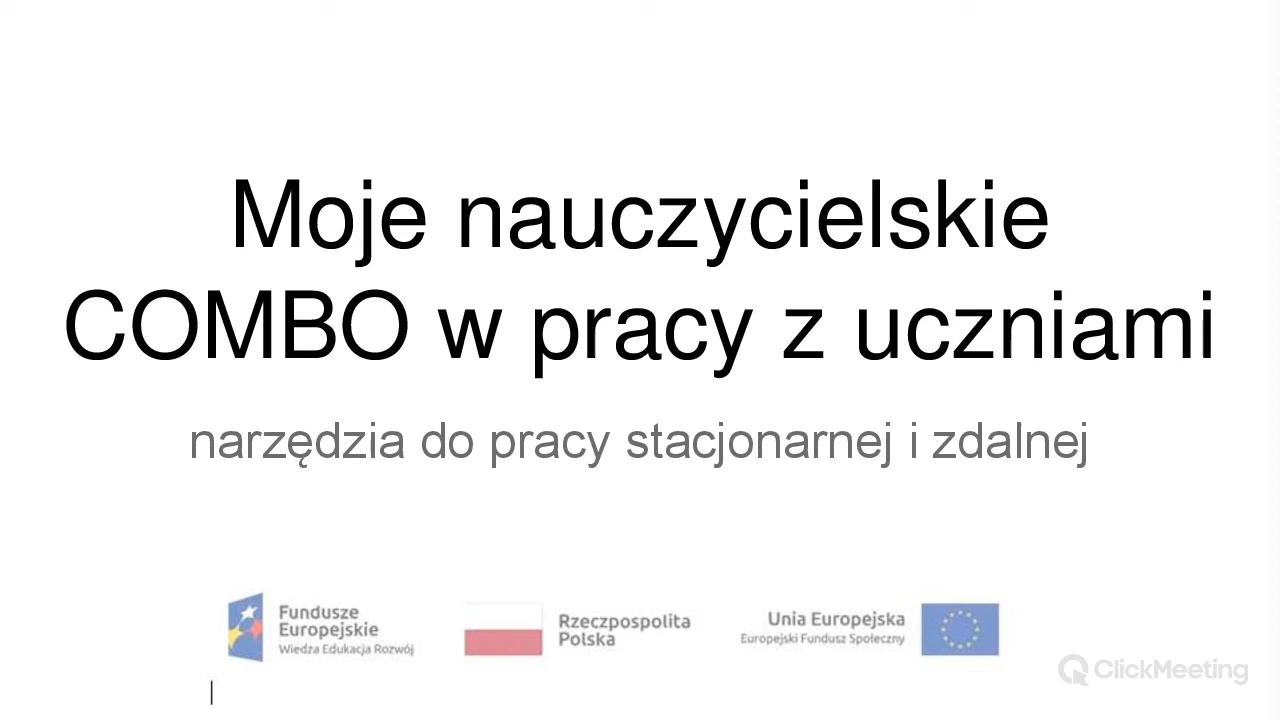 Moje nauczycielskie
COMBO w pracy z uczniami
narzędzia do pracy stacjonarnej i zdalnej
Fundusze
Europejskie
Wiedza Edukacja Rozwój
Rzeczpospolita
Polska
Unia Europejska
Europejski Fundusz Społeczny
ClickMeeting